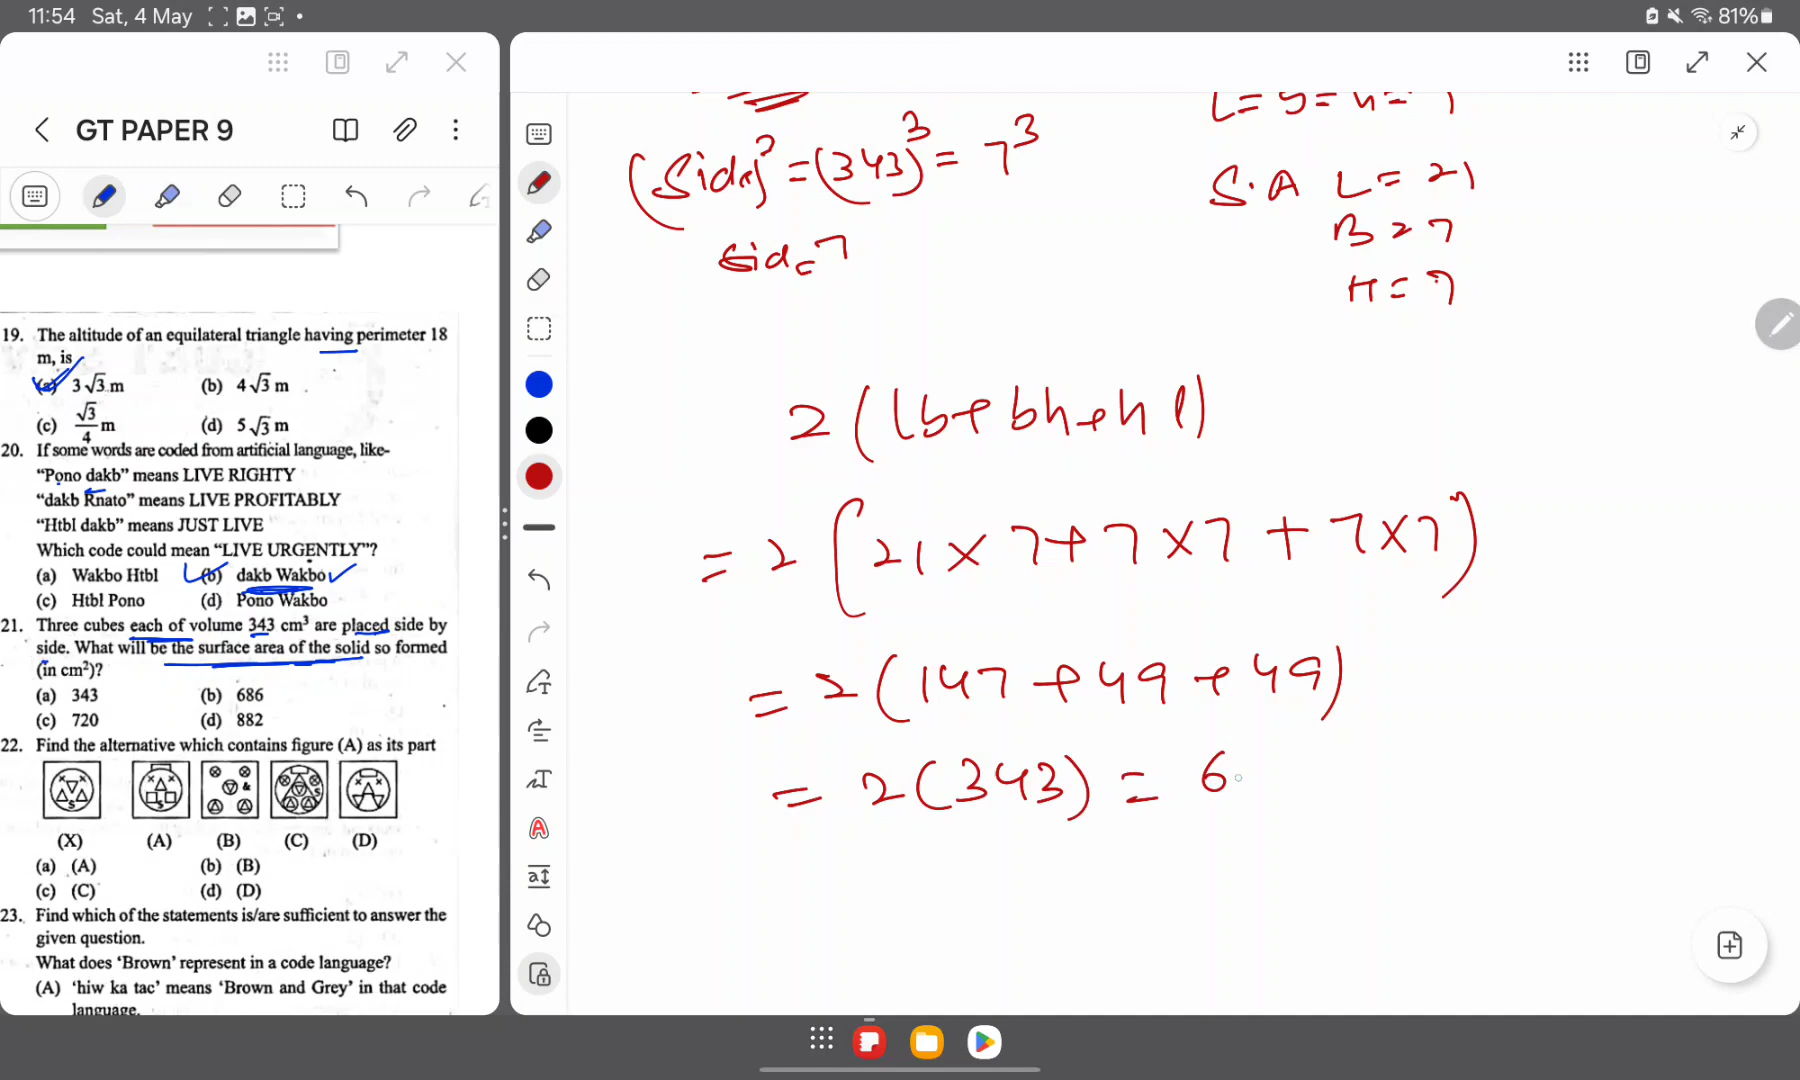 11:54 Sat, 4 May
81%
GT PAPER 9
19. The altitude of an equilateral triangle having perimeter 18
m, is
(a) 3√3 m (b) 4√3 m
(c) √3/4 m (d) 5√3 m
20. If some words are coded from artificial language, like-
“Pono dakb” means LIVE RIGHTY
“dakb Rnato” means LIVE PROFITABLY
“Htbl dakb” means JUST LIVE
Which code could mean “LIVE URGENTLY”?
(a) Wakbo Htbl (b) dakb Wakbo
(c) Htbl Pono (d) Pono Wakbo
21. Three cubes each of volume 343 cm³ are placed side by
side. What will be the surface area of the solid so formed
(in cm²)?
(a) 343 (b) 686
(c) 720 (d) 882
22. Find the alternative which contains figure (A) as its part
(X) (A) (B) (C) (D)
(a) (A) (b) (B)
(c) (C) (d) (D)
23. Find which of the statements is/are sufficient to answer the
given question.
What does ‘Brown’ represent in a code language?
(A) ‘hiw ka tac’ means ‘Brown and Grey’ in that code
language.
(Side)³ = (343)³ = 7³
Sid = 7
S.A L = 21
B = 7
H = 7
2(lb+bh+hl)
= 2(21×7+7×7+7×7)
= 2(147+49+49)
= 2(343) = 6